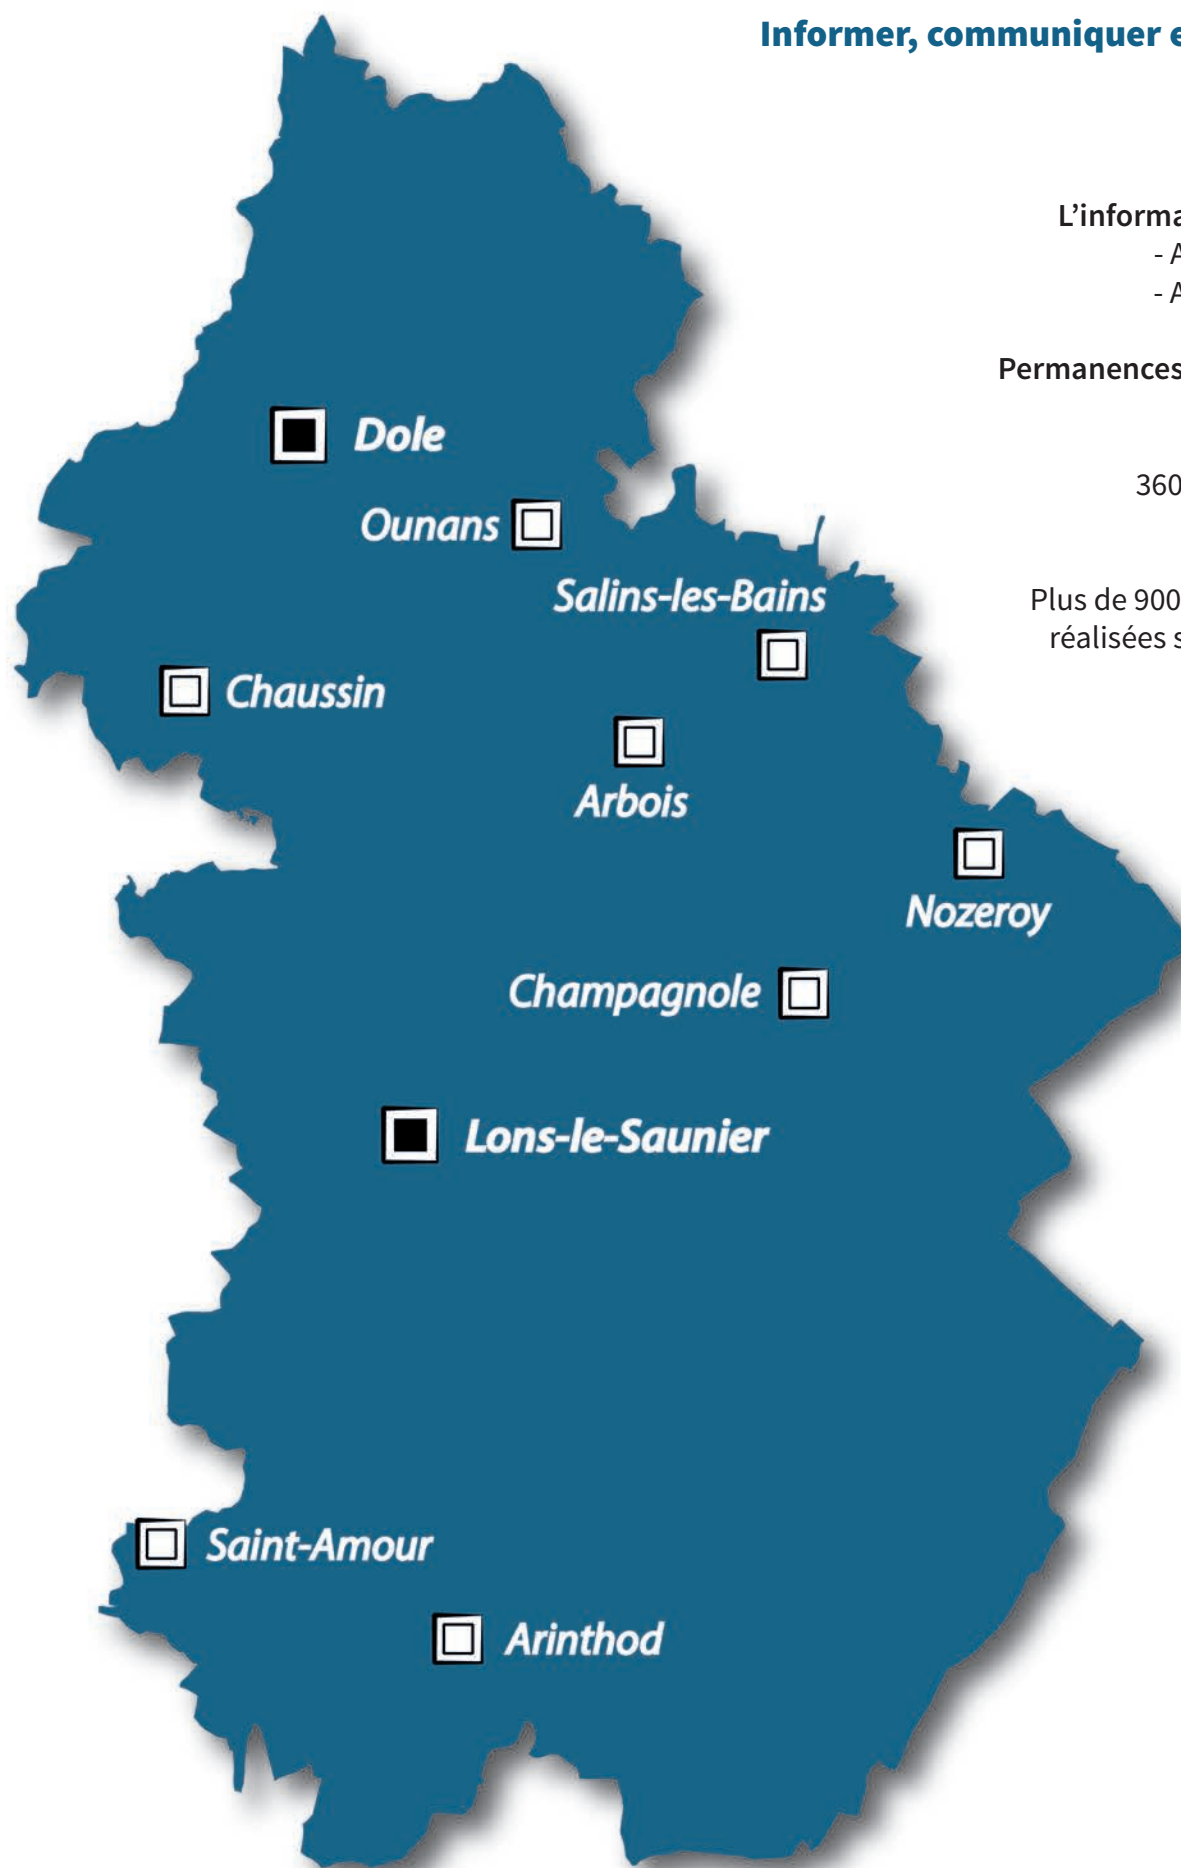 Informer, communiquer e
L'informa
- A
- A
Permanences
360
Plus de 900
réalisées s
Dole
Ounans
Salins-les-Bains
Chaussin
Arbois
Nozeroy
Champagnole
Lons-le-Saunier
Saint-Amour
Arinthod